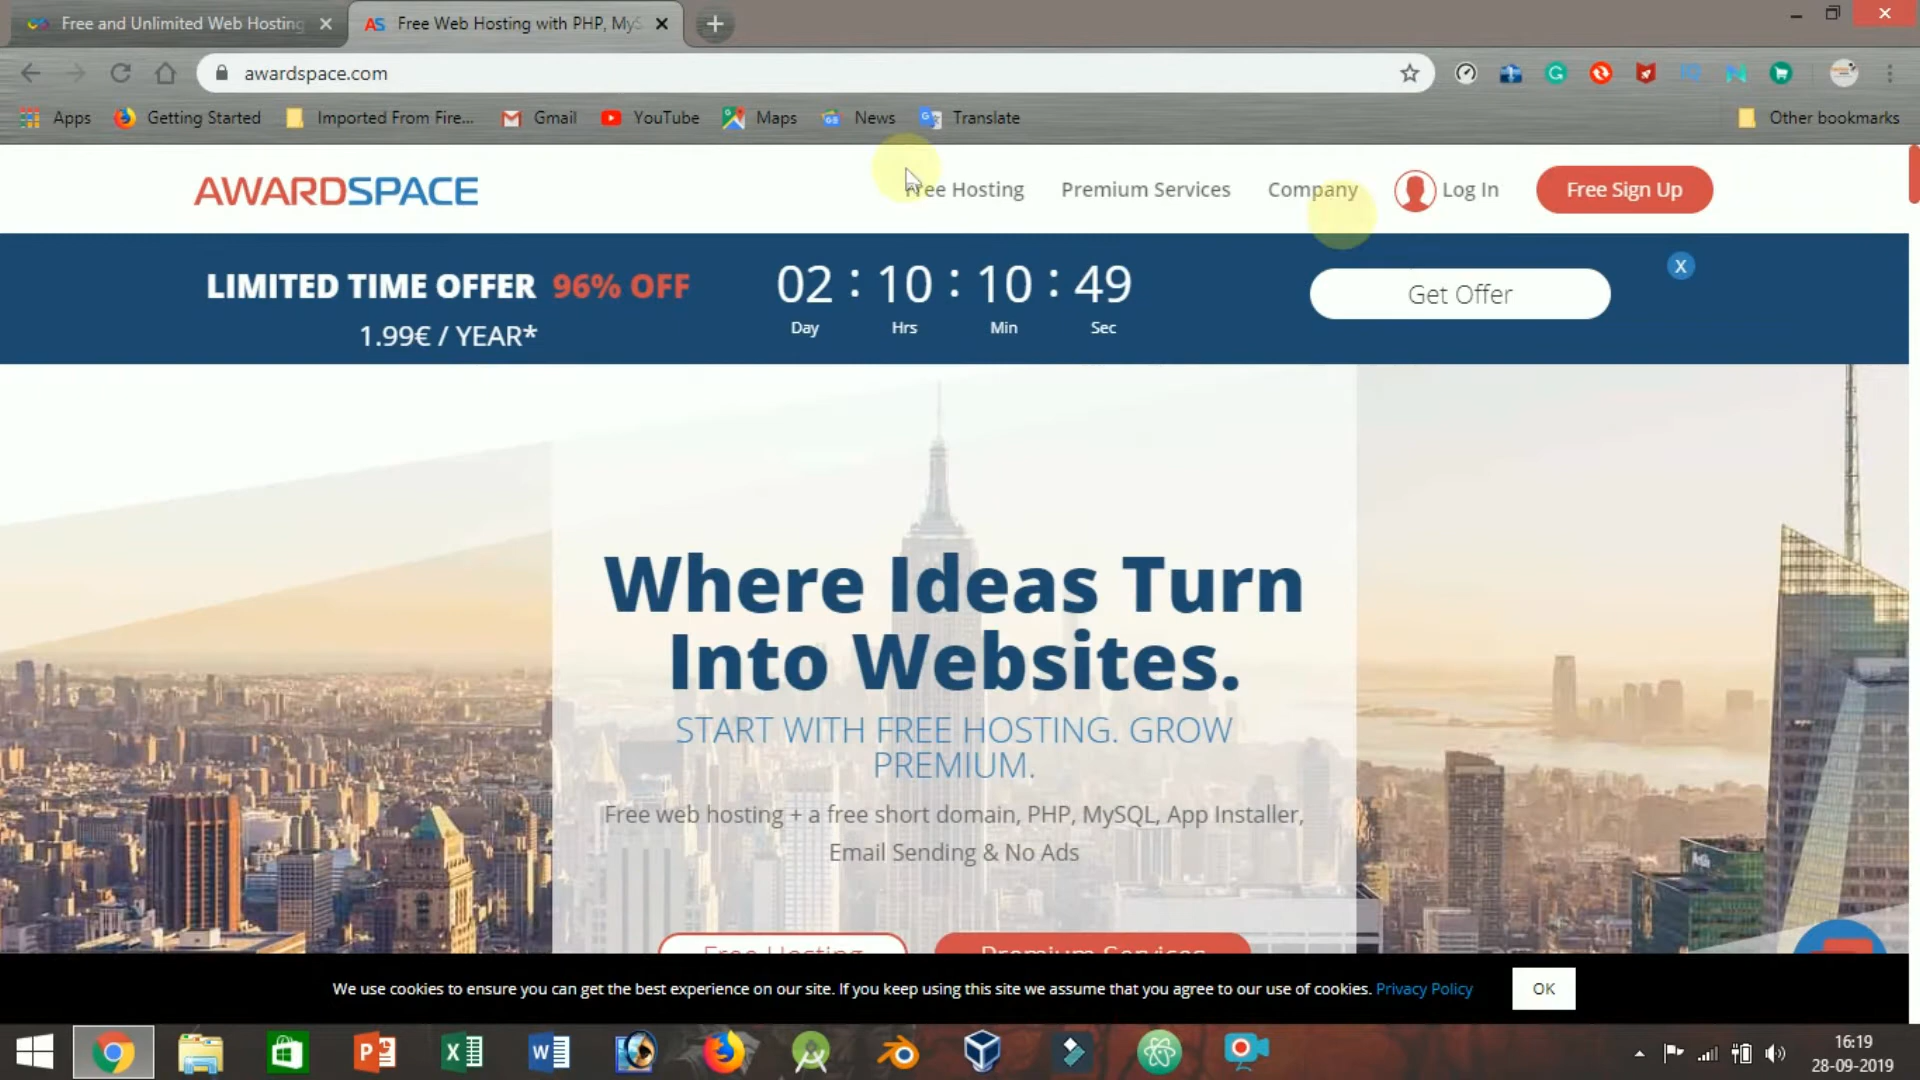 Free and Unlimited Web Hosting
Free Web Hosting with PHP, MyS
awardspace.com
Apps
Getting Started
Imported From Fire...
Gmail
YouTube
Maps
News
Translate
Other bookmarks
AWARDSPACE
Free Hosting
Premium Services
Company
Log In
Free Sign Up
LIMITED TIME OFFER 96% OFF
1.99€ / YEAR*
02 : 10 : 10 : 49
Day Hrs Min Sec
Get Offer
X
Where Ideas Turn
Into Websites.
START WITH FREE HOSTING. GROW
PREMIUM.
Free web hosting + a free short domain, PHP, MySQL, App Installer,
Email Sending & No Ads
Free Hosting
Premium Services
We use cookies to ensure you can get the best experience on our site. If you keep using this site we assume that you agree to our use of cookies. Privacy Policy
OK
16:19
28-09-2019